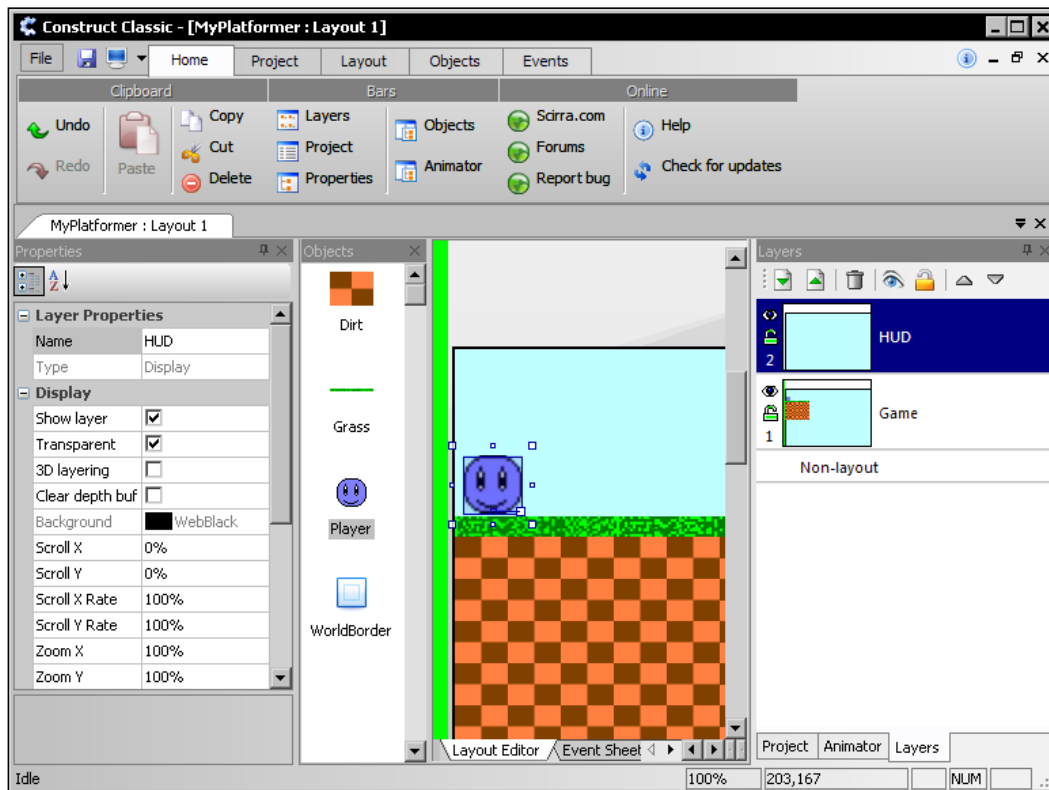 Construct Classic - [MyPlatformer : Layout 1]
File Home Project Layout Objects Events
Clipboard Bars Online
Undo
Redo
Paste
Copy
Cut
Delete
Layers
Project
Properties
Objects
Animator
Scirra.com
Forums
Report bug
Help
Check for updates
MyPlatformer : Layout 1
Properties
A
Z
Layer Properties
Name HUD
Type Display
Display
Show layer
Transparent
3D layering
Clear depth buf
Background WebBlack
Scroll X 0%
Scroll Y 0%
Scroll X Rate 100%
Scroll Y Rate 100%
Zoom X 100%
Zoom Y 100%
Objects
Dirt
Grass
Player
WorldBorder
Layout Editor Event Sheet
Layers
2 HUD
1 Game
Non-layout
Project Animator Layers
Idle 100% 203,167 NUM